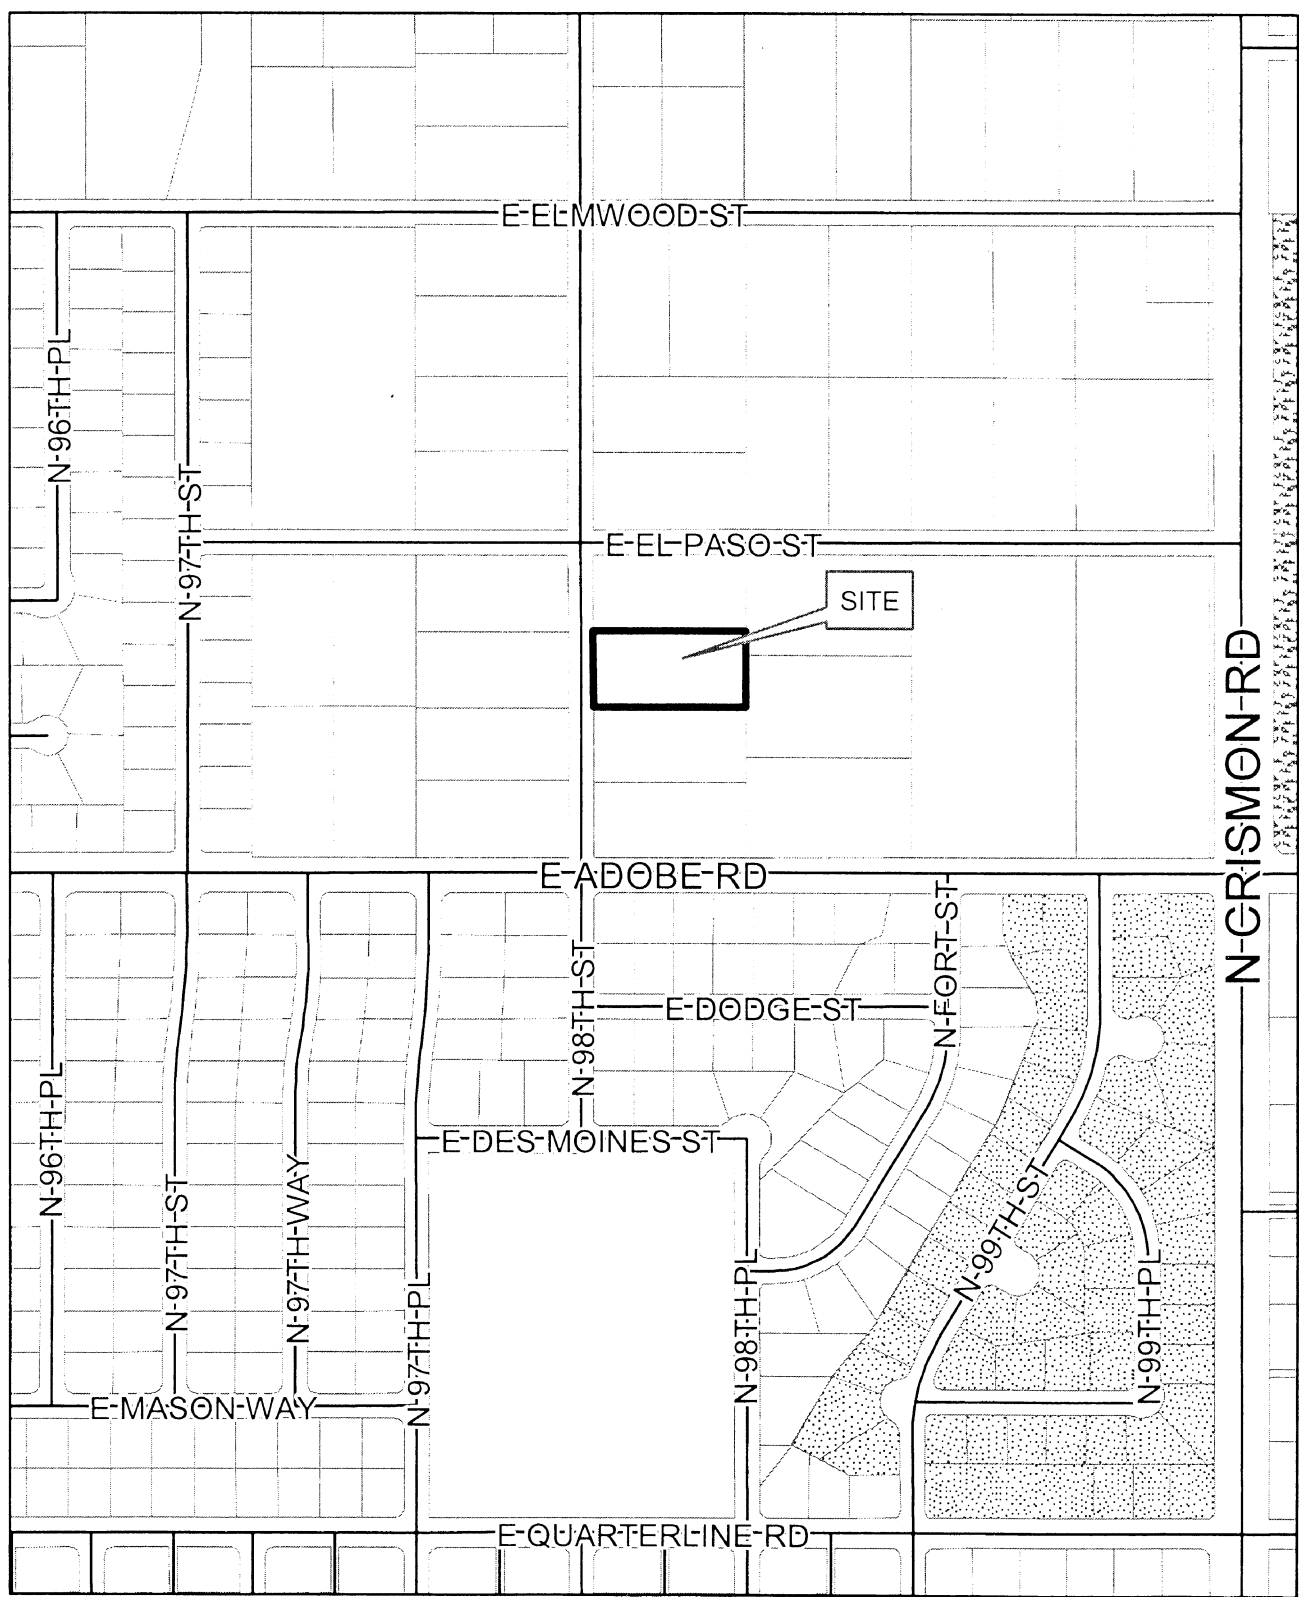 E ELMWOOD ST
N 96TH PL
N 97TH ST
E EL PASO ST
SITE
N CRISMON RD
E ADOBE RD
N FORT ST
N 98TH ST
E DODGE ST
N 96TH PL
E DES MOINES ST
N 97TH WAY
N 97TH ST
N 99TH ST
N 97TH PL
N 98TH PL
N 99TH PL
E MASON WAY
E QUARTERLINE RD